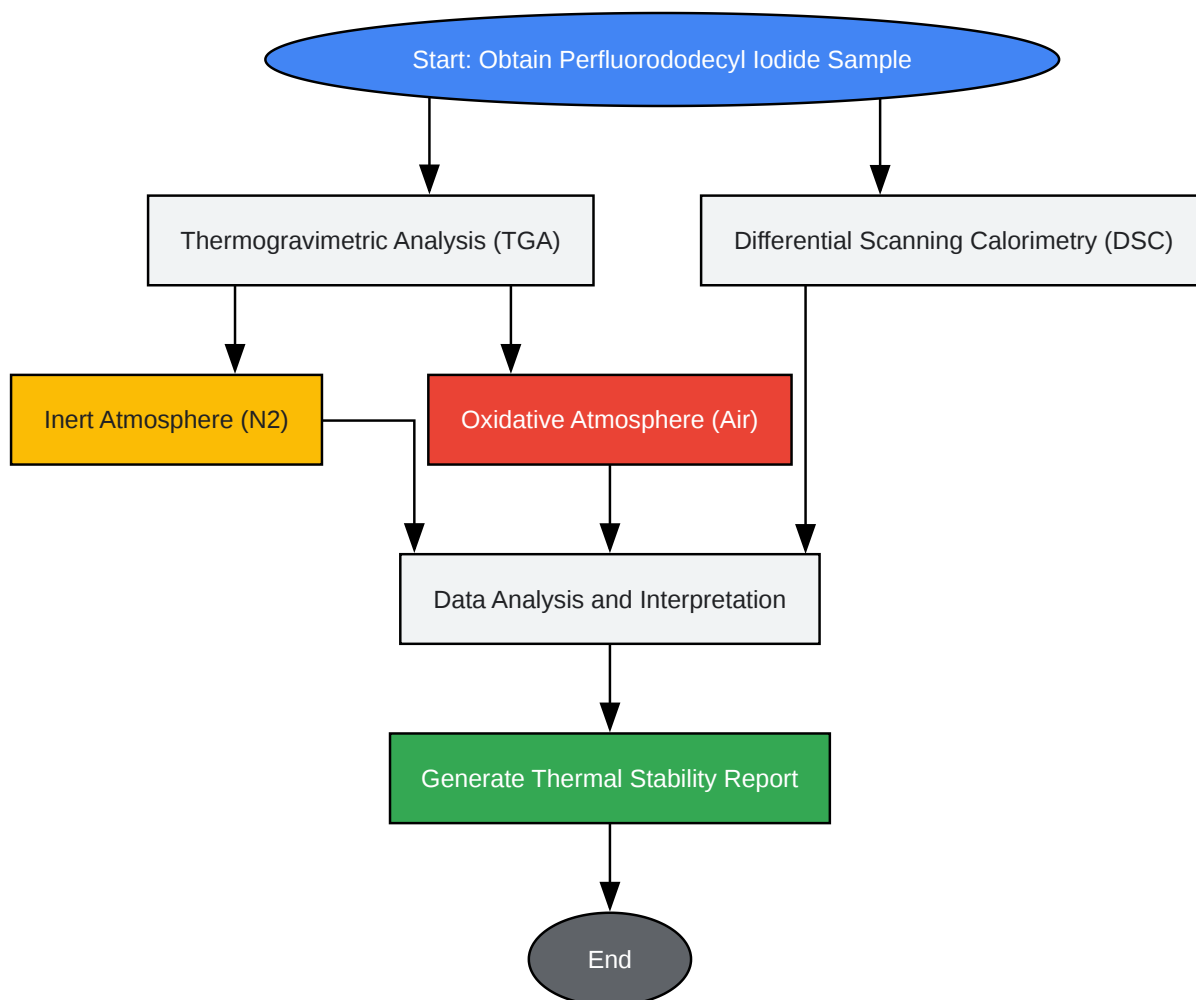 Start: Obtain Perfluorododecyl Iodide Sample
Thermogravimetric Analysis (TGA)
Differential Scanning Calorimetry (DSC)
Inert Atmosphere (N2)
Oxidative Atmosphere (Air)
Data Analysis and Interpretation
Generate Thermal Stability Report
End